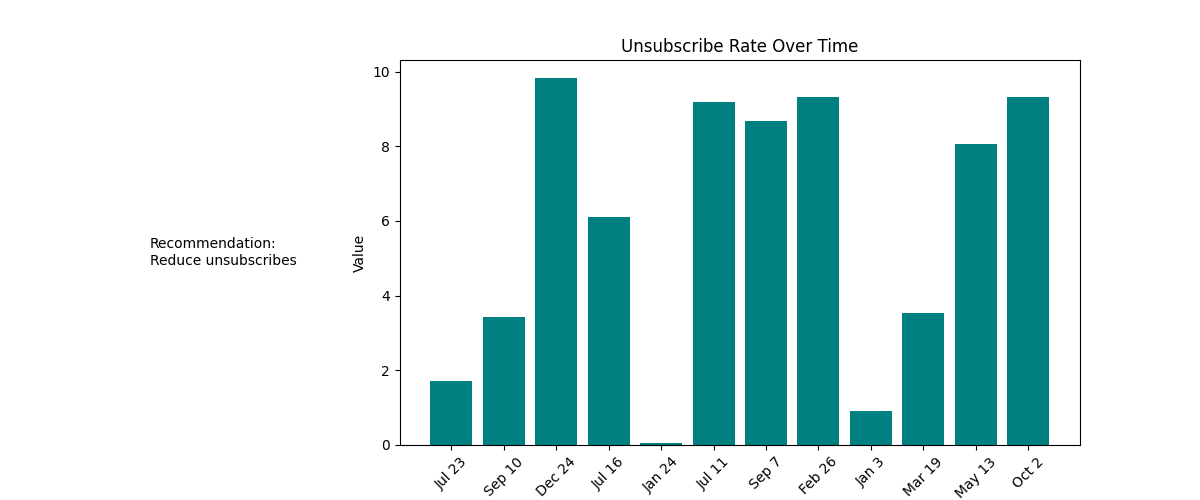 Unsubscribe Rate Over Time
Recommendation:
Reduce unsubscribes
Value
10
8
6
4
2
0
Jul 23
Sep 10
Dec 24
Jul 16
Jan 24
Jul 11
Sep 7
Feb 26
Jan 3
Mar 19
May 13
Oct 2